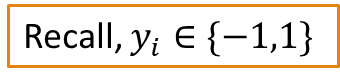 Recall, 𝑦ᵢ ∈ {−1,1}